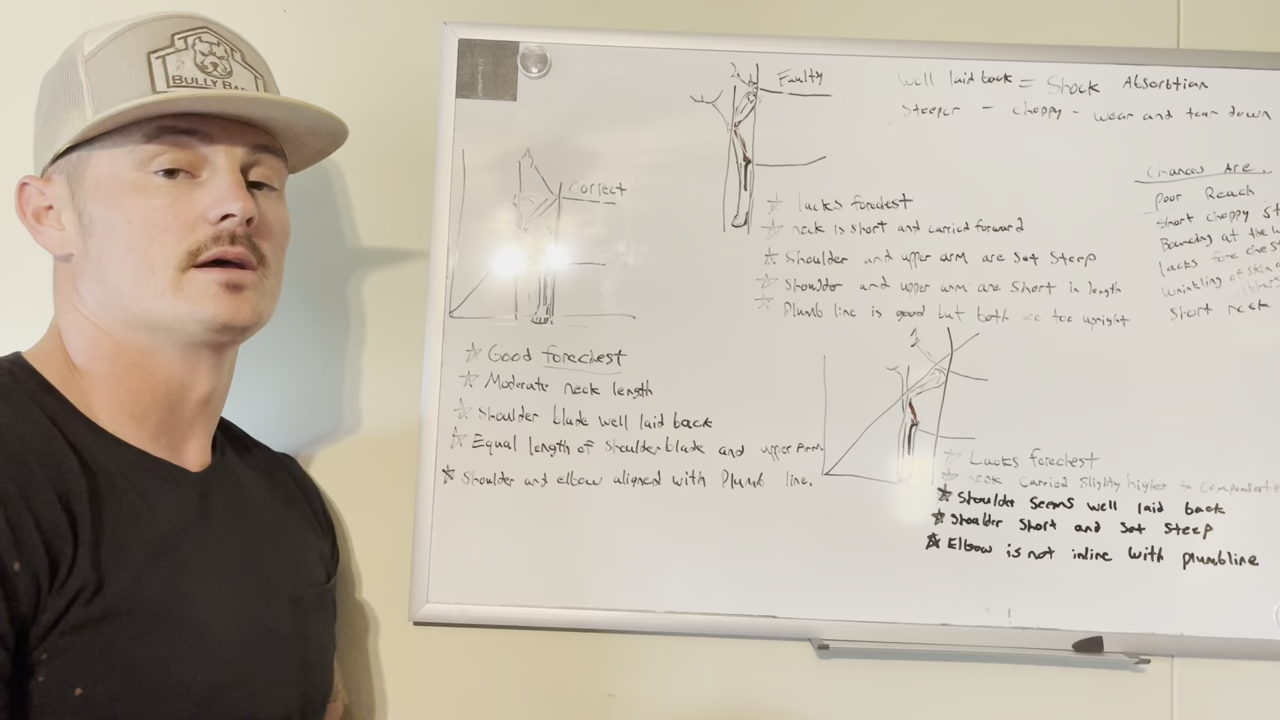 BULLY BA
Correct
☆ Good forechest
☆ Moderate neck length
☆ Shoulder blade well laid back
☆ Equal length of shoulder blade and upper Arm
☆ Shoulder and elbow aligned with Plumb line.
Faulty
☆ lacks forechest
☆ neck is short and carried forward
☆ Shoulder and upper arm are set steep
☆ Shoulder and upper arm are short in length
☆ Plumb line is good but both are too upright
Well laid back = Shock Absorbtion
Steeper - choppy - wear and tear down
Chances Are.
Poor Reach
Short choppy St
Bouncing at the w
lacks fore ches
Wrinkling of skin
short neck
☆ Lacks forechest
☆ neck carried slightly higher to
☆ Shoulder seems well laid back
☆ Shoulder short and set steep
☆ Elbow is not inline with plumbline